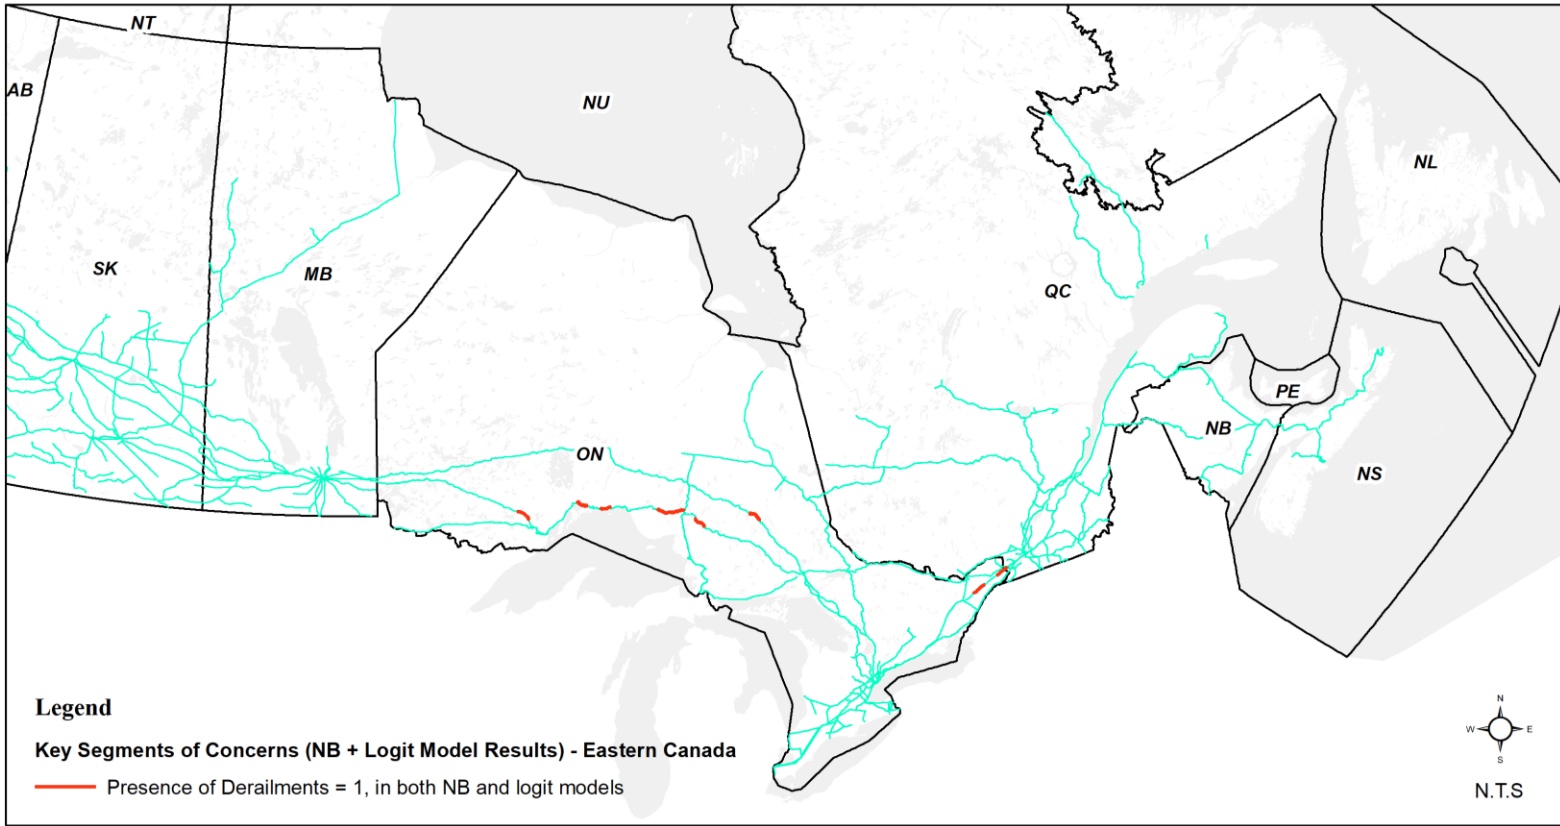 NT
AB
NU
NL
SK
MB
QC
PE
NB
ON
NS
Legend
Key Segments of Concerns (NB + Logit Model Results) - Eastern Canada
Presence of Derailments = 1, in both NB and logit models
N
W
E
S
N.T.S